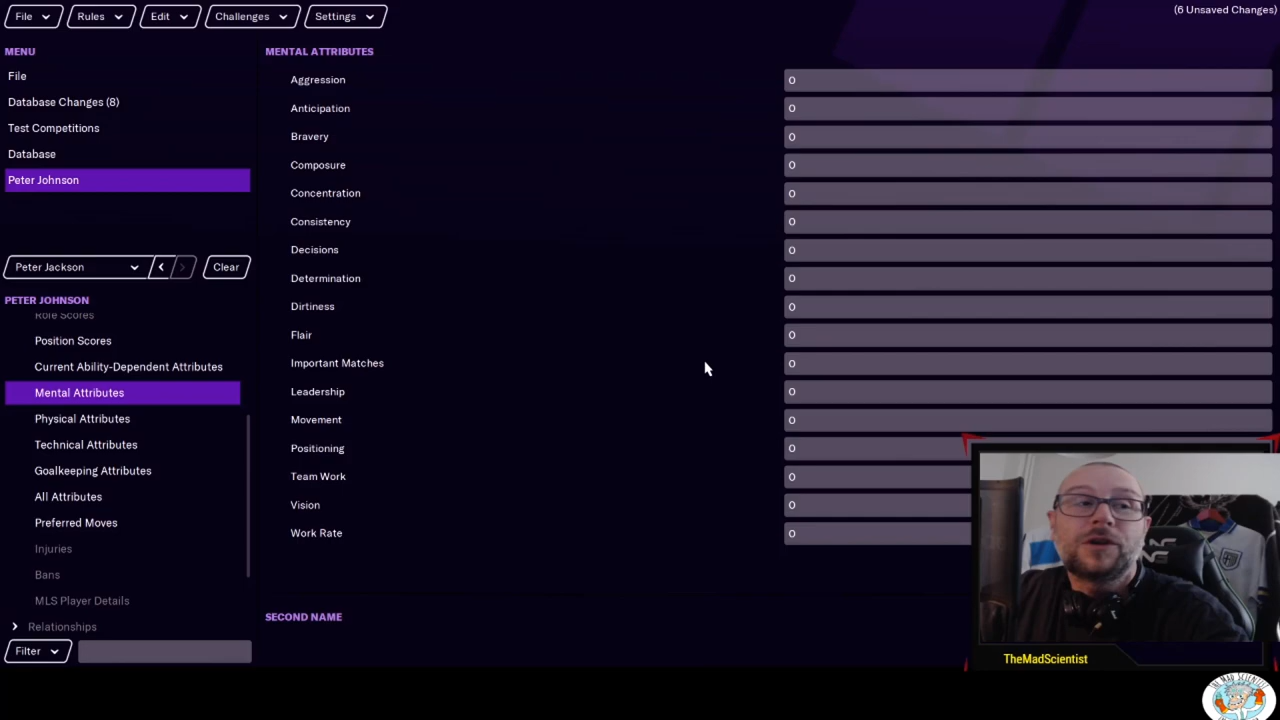 File
Rules
Edit
Challenges
Settings
(6 Unsaved Changes)
MENU
File
Database Changes (8)
Test Competitions
Database
Peter Johnson
Peter Jackson
Clear
PETER JOHNSON
Role Scores
Position Scores
Current Ability-Dependent Attributes
Mental Attributes
Physical Attributes
Technical Attributes
Goalkeeping Attributes
All Attributes
Preferred Moves
Injuries
Bans
MLS Player Details
Relationships
Filter
MENTAL ATTRIBUTES
Aggression 0
Anticipation 0
Bravery 0
Composure 0
Concentration 0
Consistency 0
Decisions 0
Determination 0
Dirtiness 0
Flair 0
Important Matches 0
Leadership 0
Movement 0
Positioning 0
Team Work 0
Vision 0
Work Rate 0
SECOND NAME
TheMadScientist
THE MAD SCIENTIST